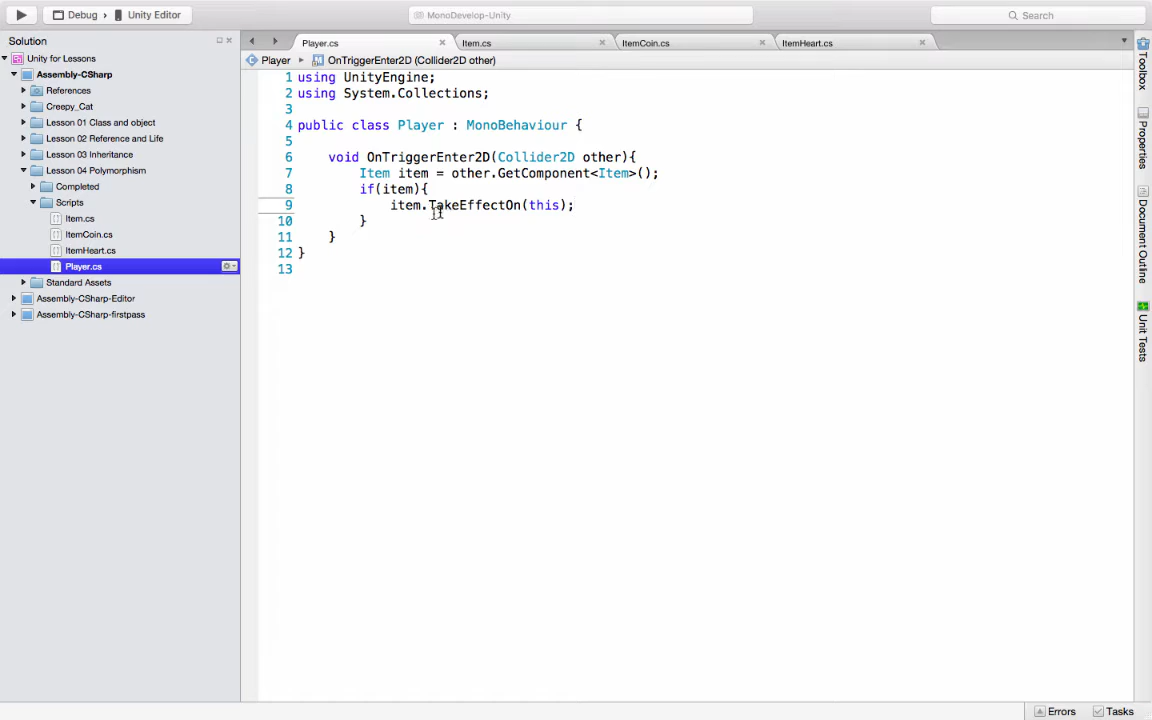 Debug › Unity Editor
MonoDevelop-Unity
Search
Solution
Unity for Lessons
Assembly-CSharp
References
Creepy_Cat
Lesson 01 Class and object
Lesson 02 Reference and Life
Lesson 03 Inheritance
Lesson 04 Polymorphism
Completed
Scripts
Item.cs
ItemCoin.cs
ItemHeart.cs
Player.cs
Standard Assets
Assembly-CSharp-Editor
Assembly-CSharp-firstpass
Player.cs Item.cs ItemCoin.cs ItemHeart.cs
Player OnTriggerEnter2D (Collider2D other)
1 using UnityEngine;
2 using System.Collections;
3
4 public class Player : MonoBehaviour {
5
6 void OnTriggerEnter2D(Collider2D other){
7 Item item = other.GetComponent<Item>();
8 if(item){
9 item.TakeEffectOn(this);
10 }
11 }
12 }
13
Toolbox
Properties
Document Outline
Unit Tests
Errors Tasks